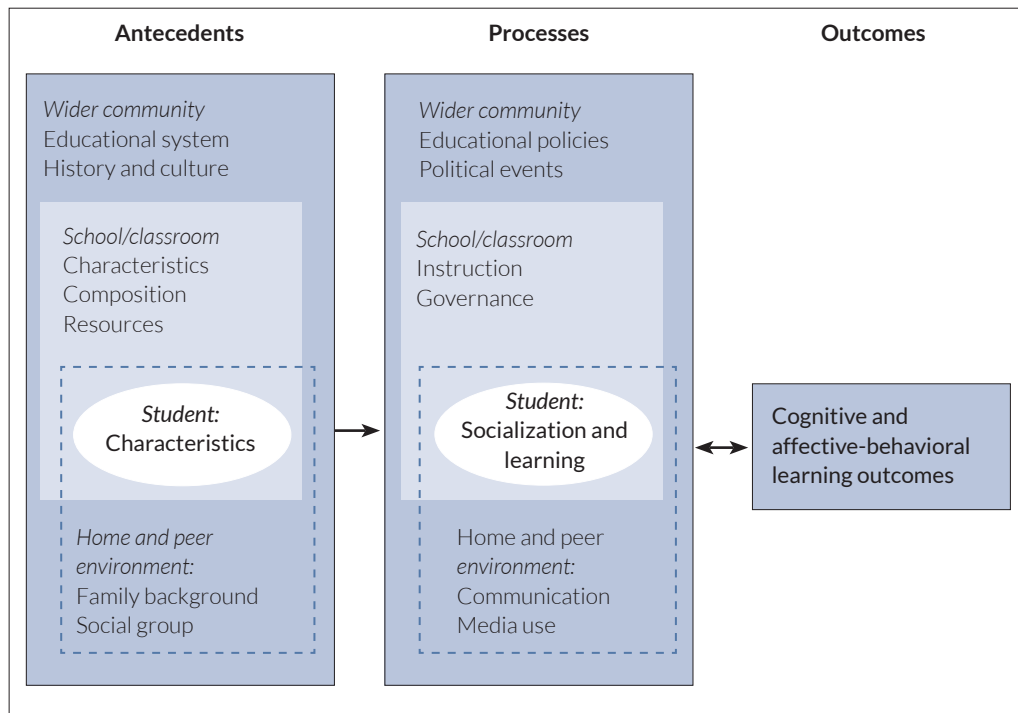 Antecedents
Processes
Outcomes
Wider community
Educational system
History and culture
School/classroom
Characteristics
Composition
Resources
Student:
Characteristics
Home and peer
environment:
Family background
Social group
Wider community
Educational policies
Political events
School/classroom
Instruction
Governance
Student:
Socialization and
learning
Home and peer
environment:
Communication
Media use
Cognitive and
affective-behavioral
learning outcomes